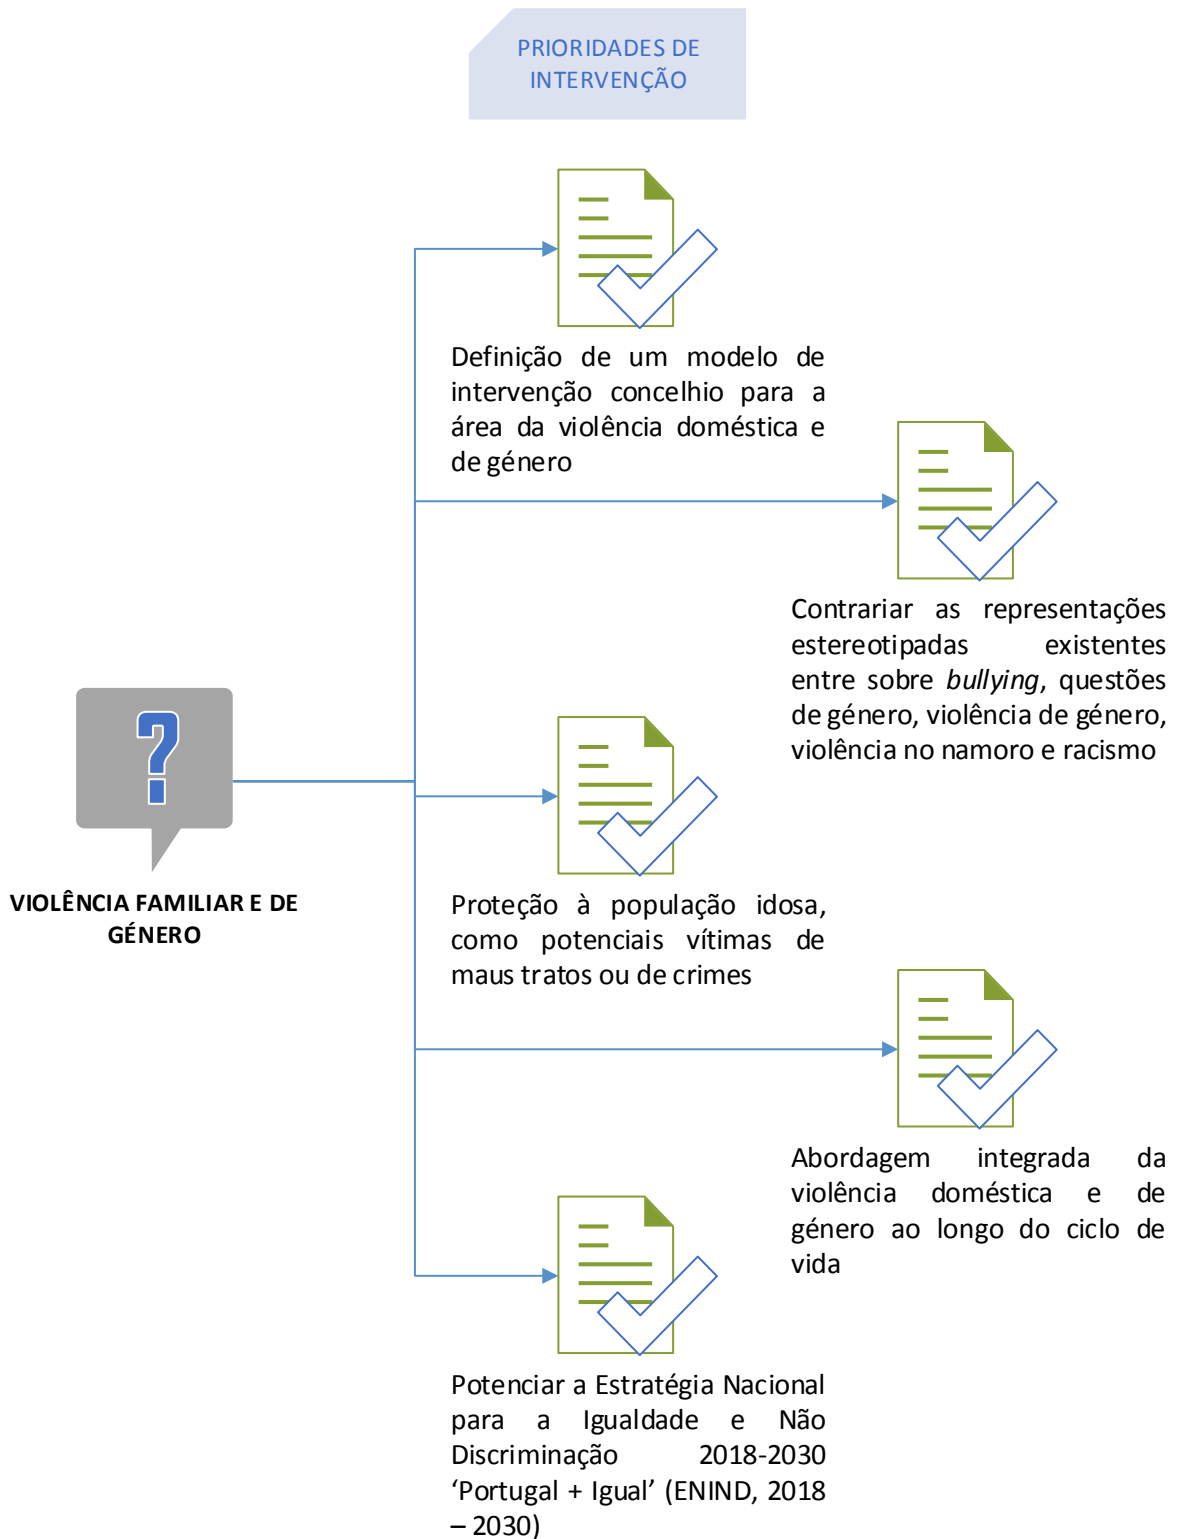 PRIORIDADES DE
INTERVENÇÃO
Definição de um modelo de
intervenção concelhio para a
área da violência doméstica e
de género
Contrariar as representações
estereotipadas existentes
entre sobre bullying, questões
de género, violência de género,
violência no namoro e racismo
?
VIOLÊNCIA FAMILIAR E DE
GÉNERO
Proteção à população idosa,
como potenciais vítimas de
maus tratos ou de crimes
Abordagem integrada da
violência doméstica e de
género ao longo do ciclo de
vida
Potenciar a Estratégia Nacional
para a Igualdade e Não
Discriminação 2018-2030
‘Portugal + Igual’ (ENIND, 2018
– 2030)